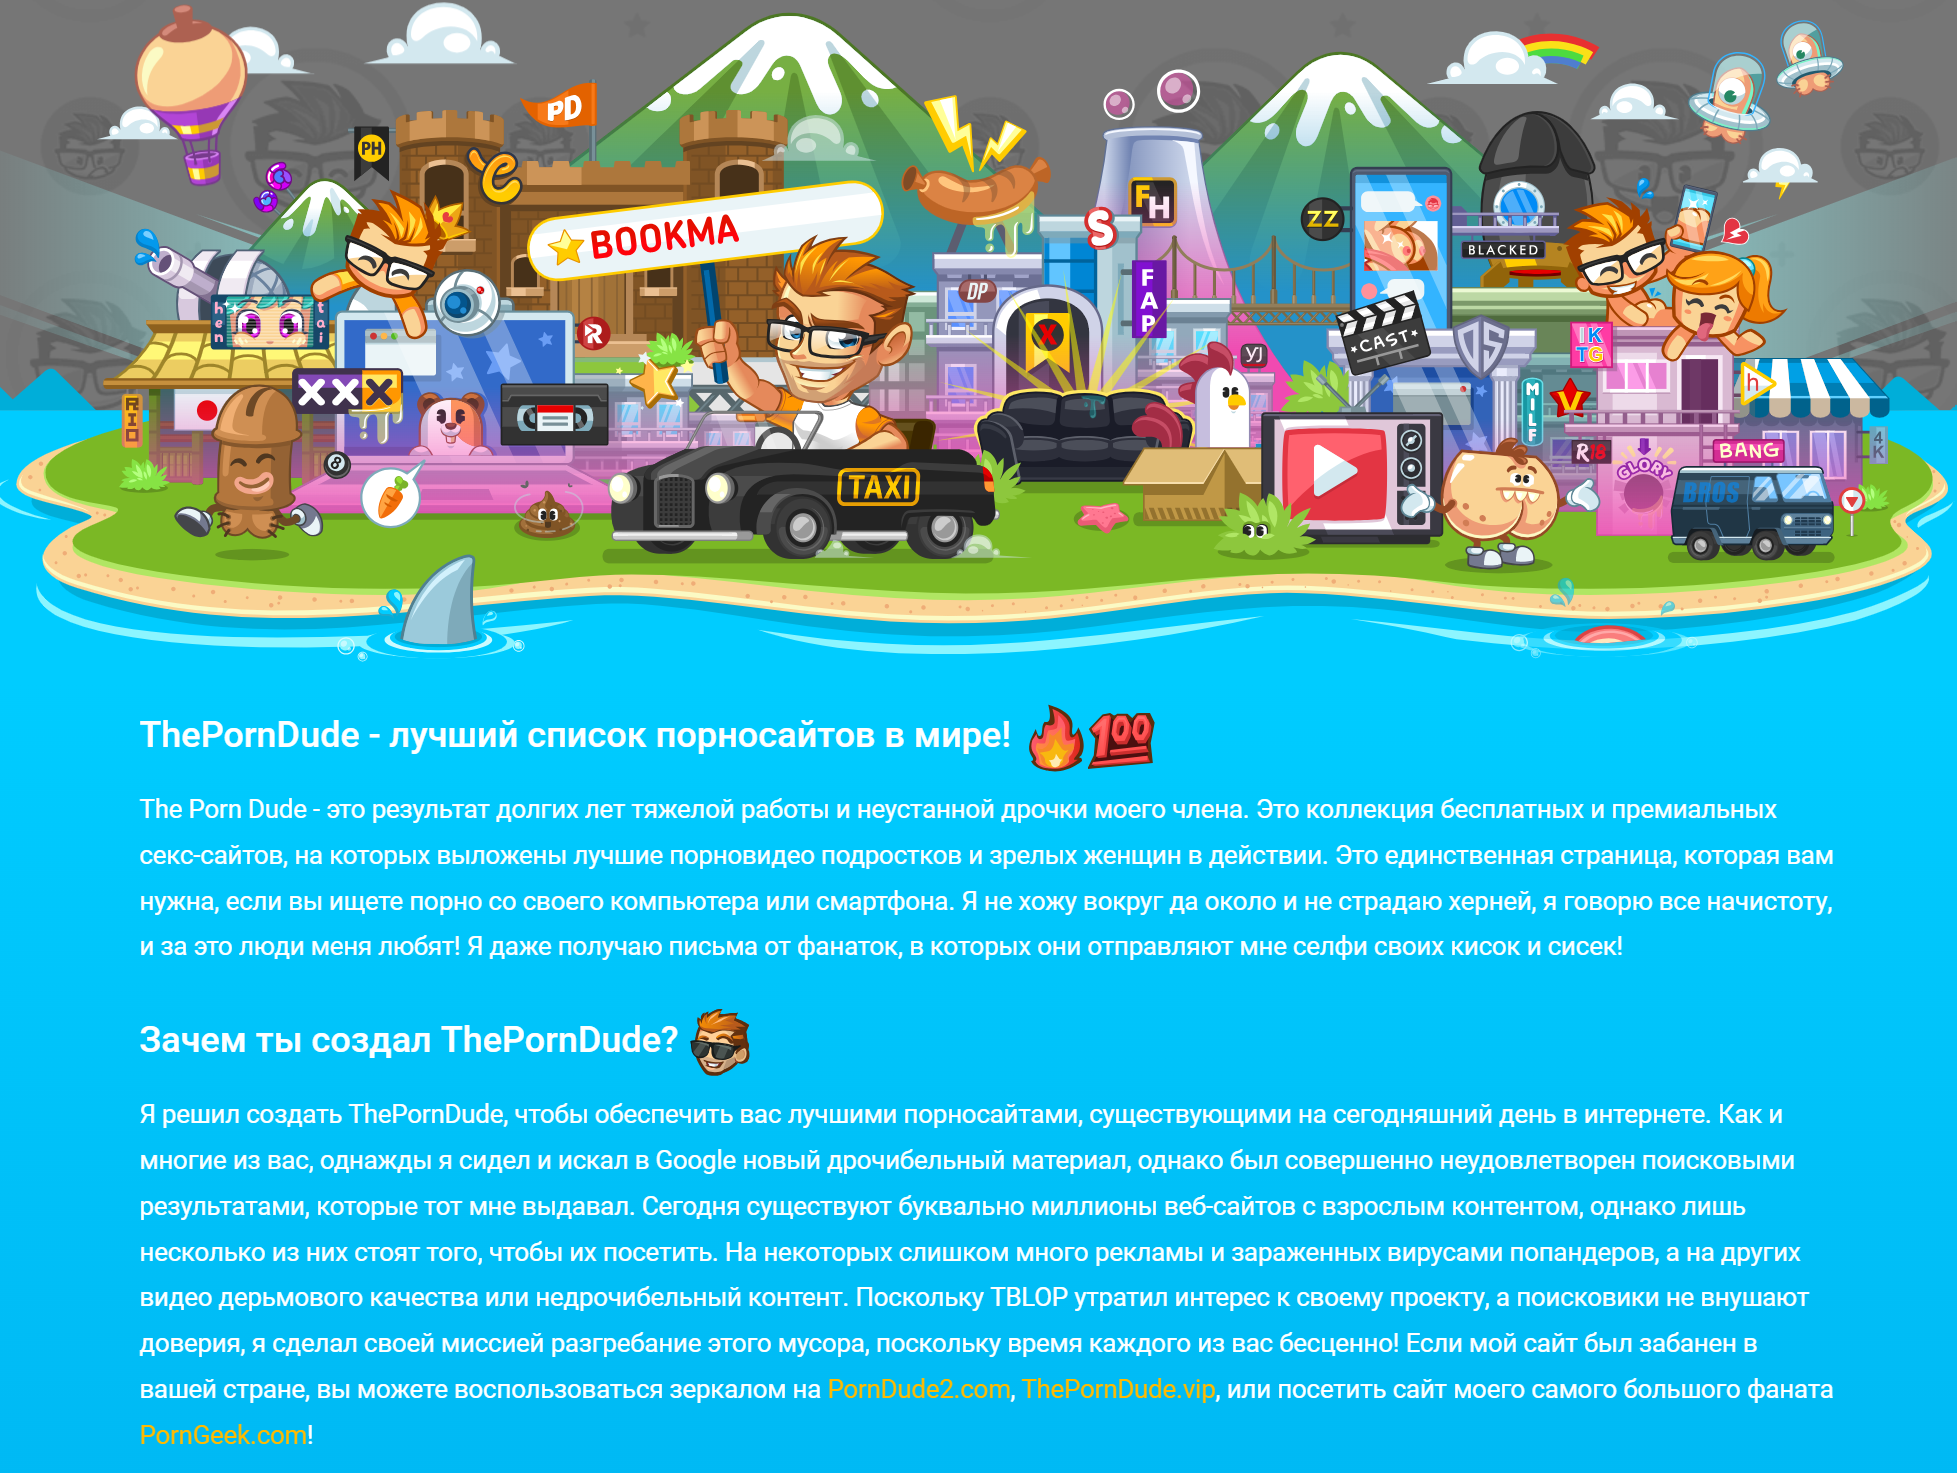 PD
PH
BOOKMA
FH
S
ZZ
BLACKED
DP
FAP
hen
tai
R
X
CAST
УJ
IK
TG
XXX
h
RIO
V
MILF
8
R18
GLORY
BANG
4K
TAXI
BROS
ThePornDude - лучший список порносайтов в мире! 100
The Porn Dude - это результат долгих лет тяжелой работы и неустанной дрочки моего члена. Это коллекция бесплатных и премиальных
секс-сайтов, на которых выложены лучшие порновидео подростков и зрелых женщин в действии. Это единственная страница, которая вам
нужна, если вы ищете порно со своего компьютера или смартфона. Я не хожу вокруг да около и не страдаю херней, я говорю все начистоту,
и за это люди меня любят! Я даже получаю письма от фанаток, в которых они отправляют мне селфи своих кисок и сисек!
Зачем ты создал ThePornDude?
Я решил создать ThePornDude, чтобы обеспечить вас лучшими порносайтами, существующими на сегодняшний день в интернете. Как и
многие из вас, однажды я сидел и искал в Google новый дрочибельный материал, однако был совершенно неудовлетворен поисковыми
результатами, которые тот мне выдавал. Сегодня существуют буквально миллионы веб-сайтов с взрослым контентом, однако лишь
несколько из них стоят того, чтобы их посетить. На некоторых слишком много рекламы и зараженных вирусами попандеров, а на других
видео дерьмового качества или недрочибельный контент. Поскольку TBLOP утратил интерес к своему проекту, а поисковики не внушают
доверия, я сделал своей миссией разгребание этого мусора, поскольку время каждого из вас бесценно! Если мой сайт был забанен в
вашей стране, вы можете воспользоваться зеркалом на PornDude2.com, ThePornDude.vip, или посетить сайт моего самого большого фаната
PornGeek.com!